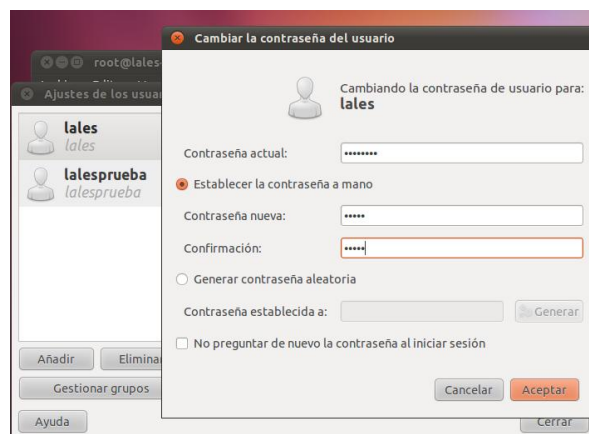 Cambiar la contraseña del usuario
root@lales-
Ajustes de los usua
Cambiando la contraseña de usuario para:
lales
lales
lales
lalesprueba
lalesprueba
Contraseña actual:
Establecer la contraseña a mano
Contraseña nueva:
Confirmación:
Generar contraseña aleatoria
Contraseña establecida a:
Generar
No preguntar de nuevo la contraseña al iniciar sesión
Añadir
Elimina
Gestionar grupos
Cancelar
Aceptar
Ayuda
Cerrar